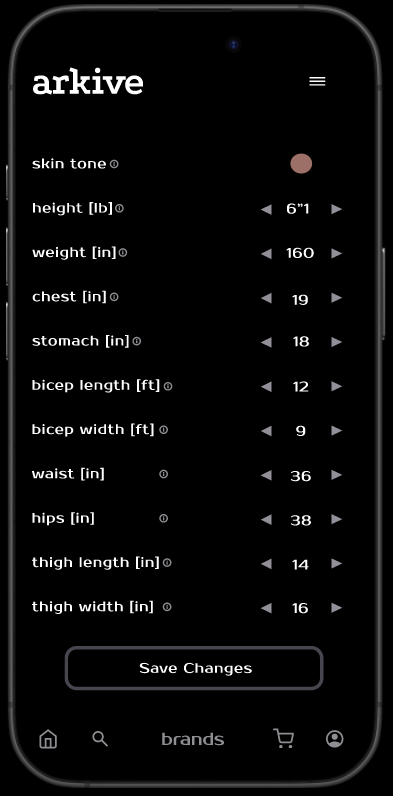 arkive
skin tone
height [lb] 6"1
weight [in] 160
chest [in] 19
stomach [in] 18
bicep length [ft] 12
bicep width [ft] 9
waist [in] 36
hips [in] 38
thigh length [in] 14
thigh width [in] 16
Save Changes
brands